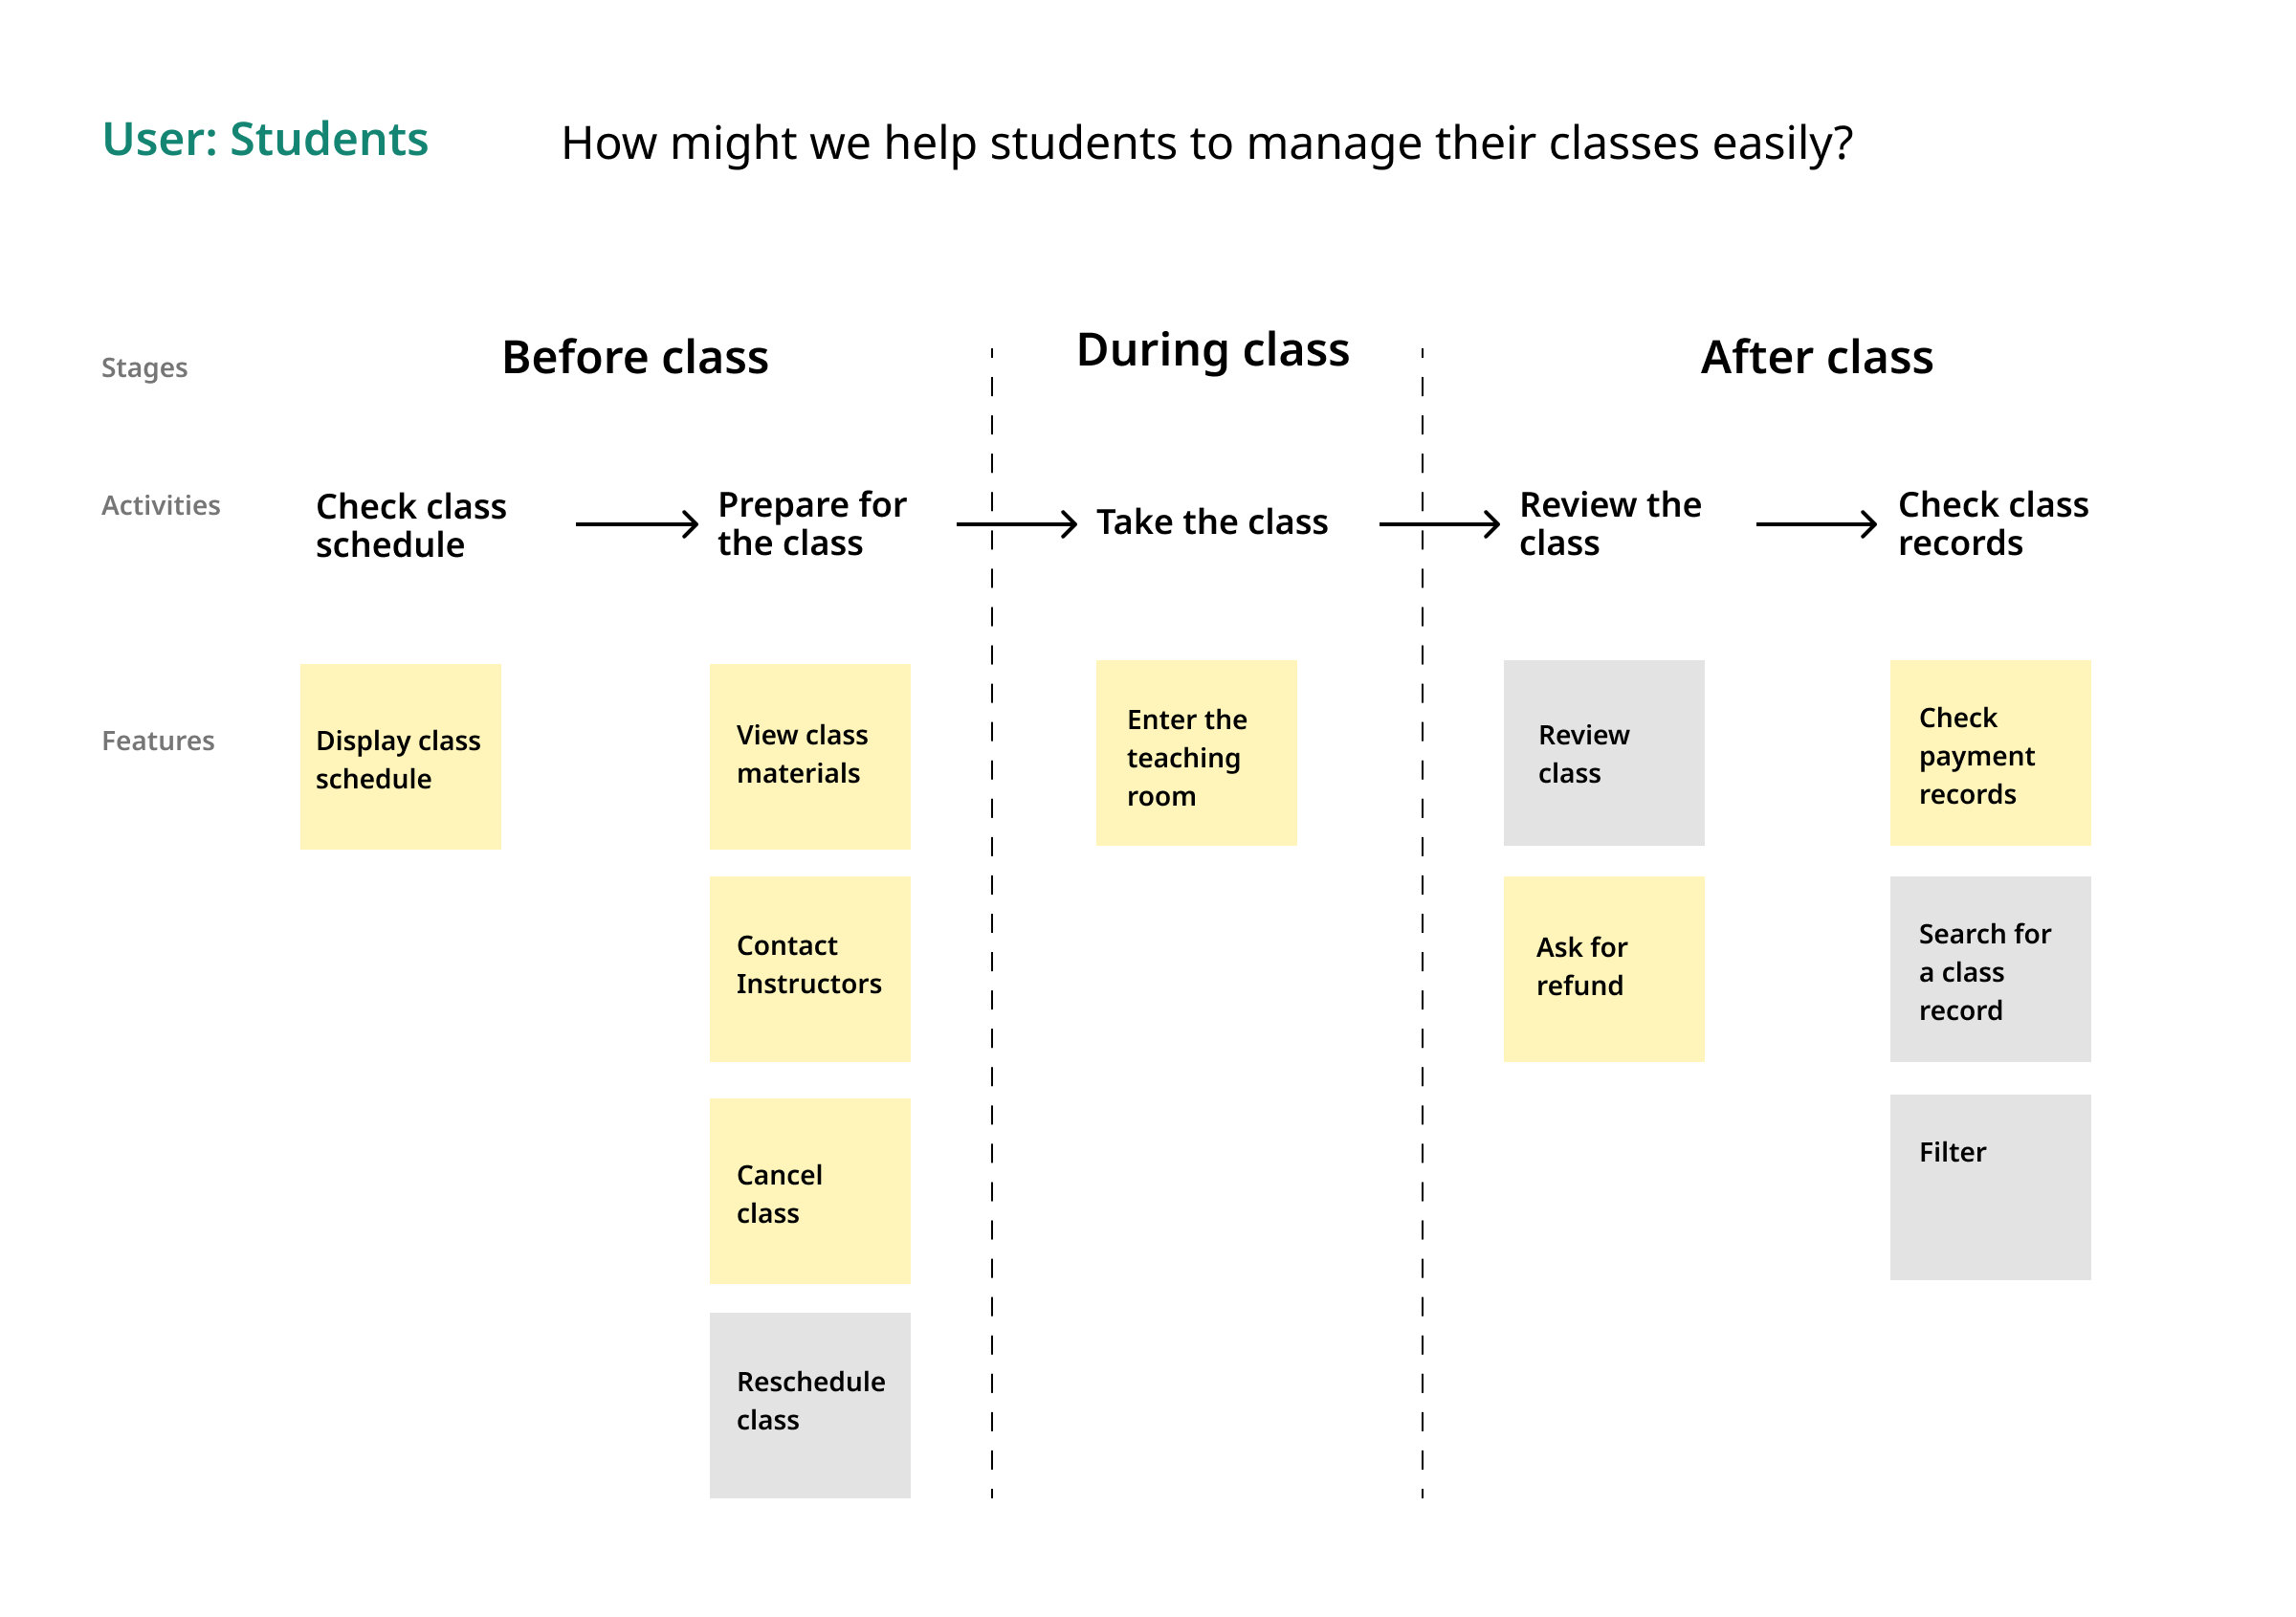 User: Students
How might we help students to manage their classes easily?
Stages
Before class
During class
After class
Activities
Check class
schedule
Prepare for
the class
Take the class
Review the
class
Check class
records
Features
Display class
schedule
View class
materials
Enter the
teaching
room
Review
class
Check
payment
records
Contact
Instructors
Ask for
refund
Search for
a class
record
Cancel
class
Filter
Reschedule
class